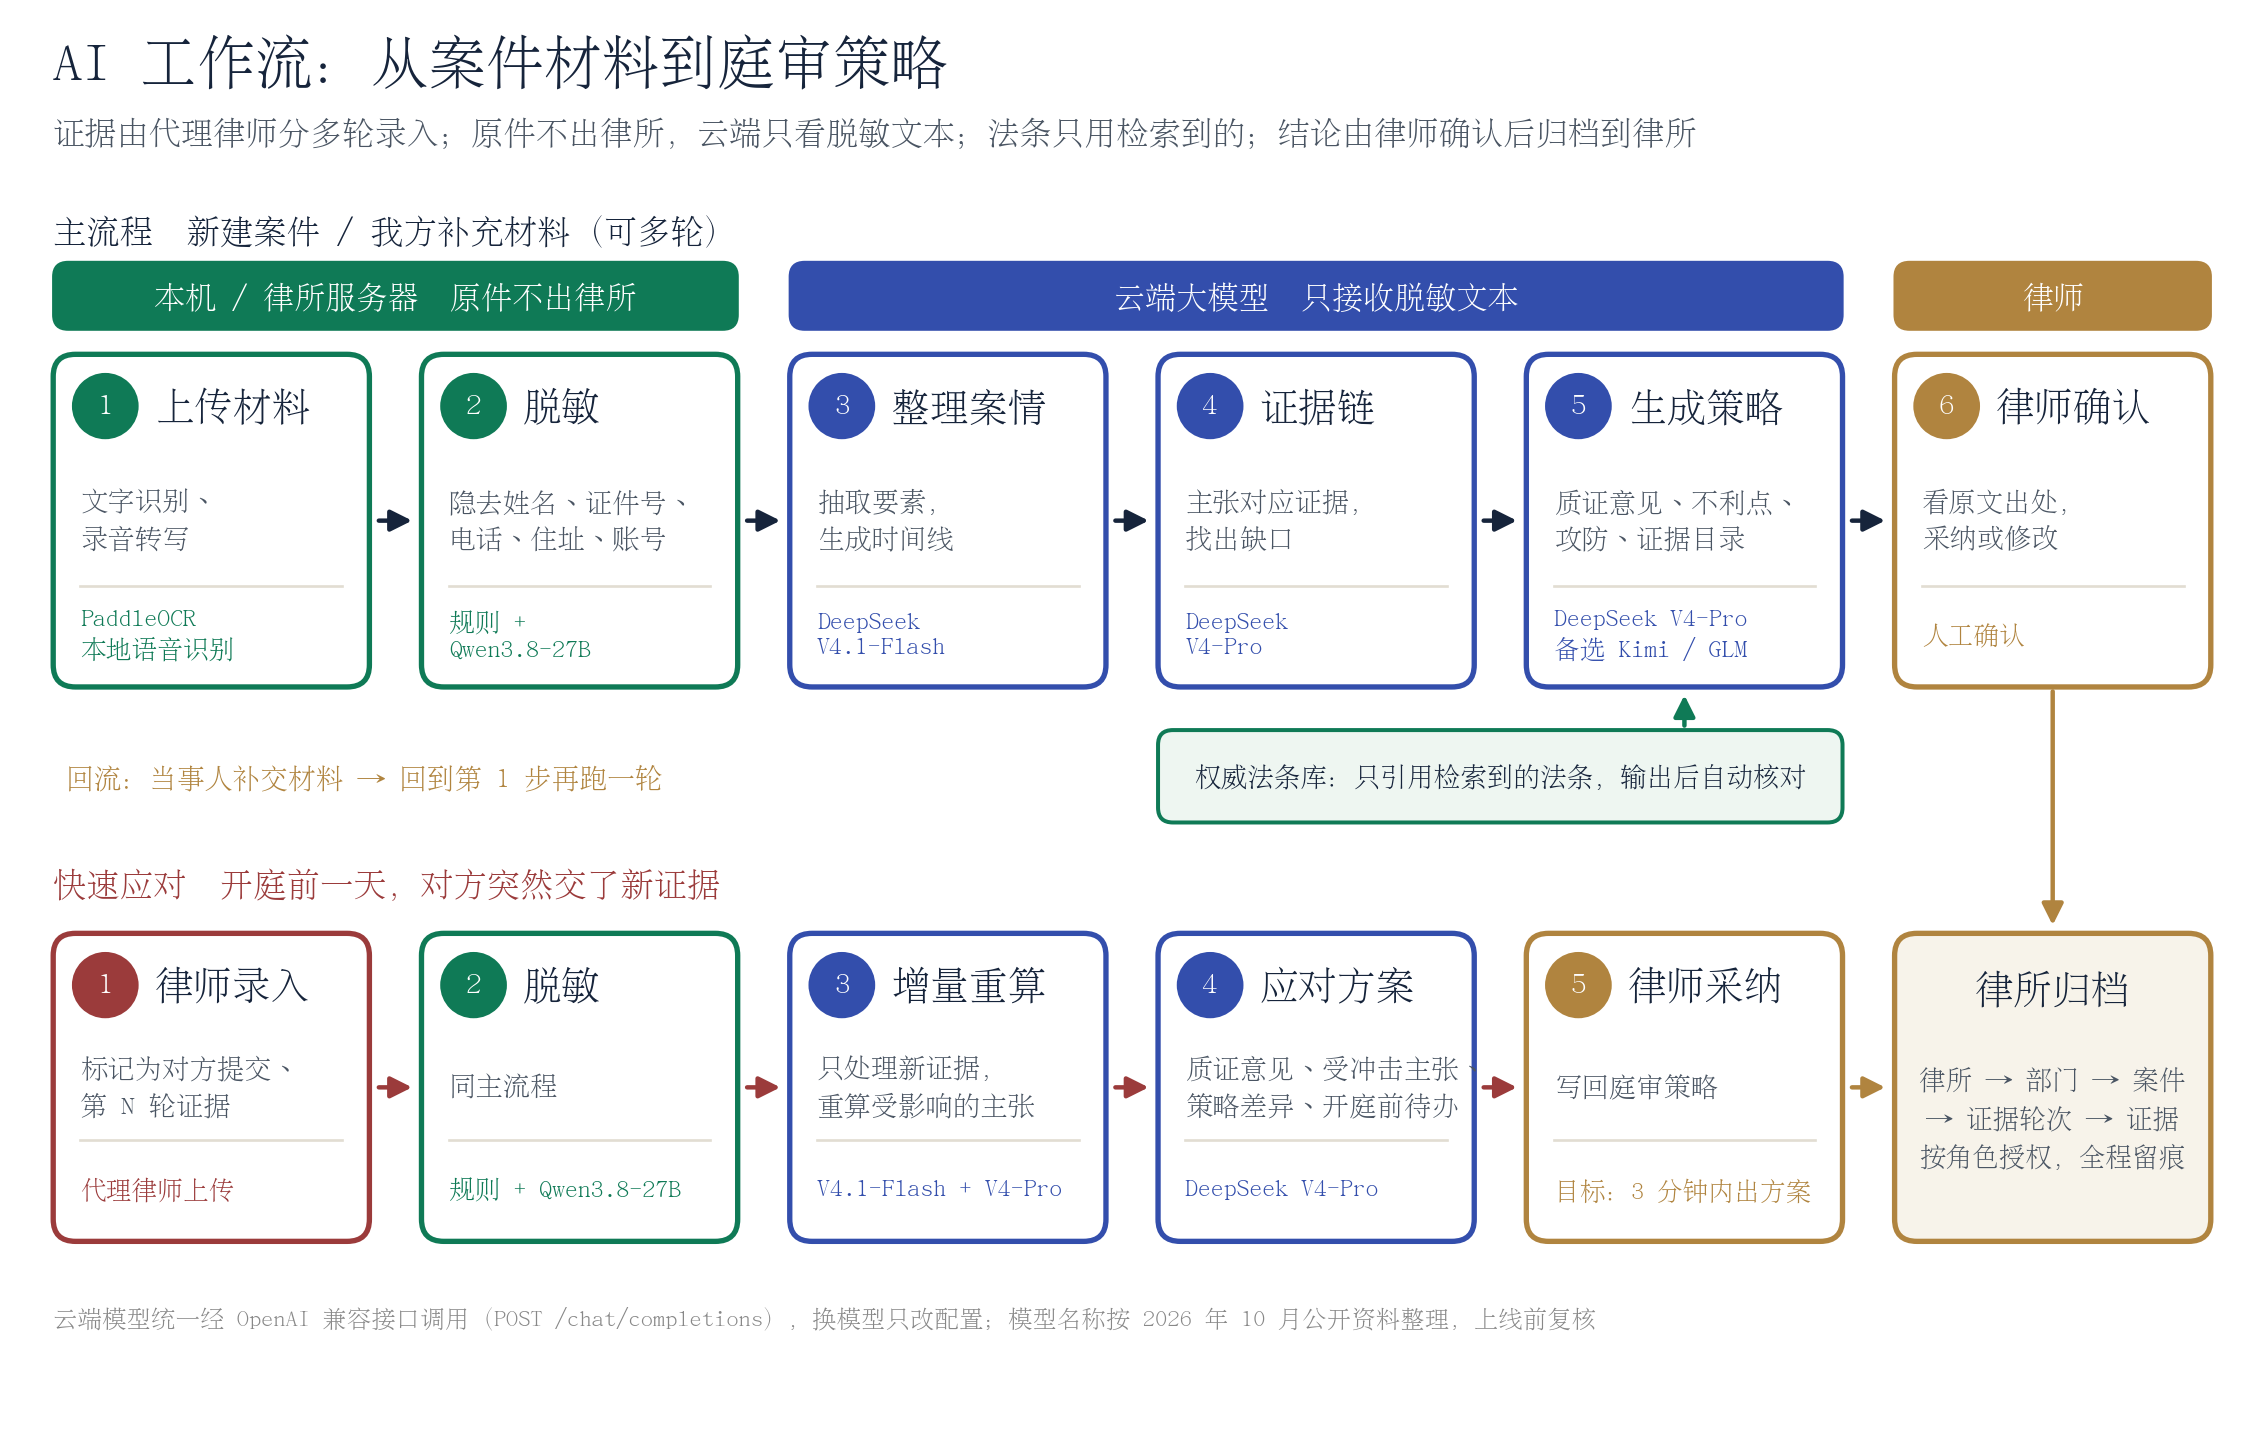 AI 工作流：从案件材料到庭审策略
证据由代理律师分多轮录入；原件不出律所，云端只看脱敏文本；法条只用检索到的；结论由律师确认后归档到律所
主流程 新建案件 / 我方补充材料（可多轮）
本机 / 律所服务器 原件不出律所
云端大模型 只接收脱敏文本
律师
1 上传材料
文字识别、
录音转写
PaddleOCR
本地语音识别
2 脱敏
隐去姓名、证件号、
电话、住址、账号
规则 +
Qwen3.8-27B
3 整理案情
抽取要素，
生成时间线
DeepSeek
V4.1-Flash
4 证据链
主张对应证据，
找出缺口
DeepSeek
V4-Pro
5 生成策略
质证意见、不利点、
攻防、证据目录
DeepSeek V4-Pro
备选 Kimi / GLM
6 律师确认
看原文出处，
采纳或修改
人工确认
回流：当事人补交材料 → 回到第 1 步再跑一轮
权威法条库：只引用检索到的法条，输出后自动核对
快速应对 开庭前一天，对方突然交了新证据
1 律师录入
标记为对方提交、
第 N 轮证据
代理律师上传
2 脱敏
同主流程
规则 + Qwen3.8-27B
3 增量重算
只处理新证据，
重算受影响的主张
V4.1-Flash + V4-Pro
4 应对方案
质证意见、受冲击主张、
策略差异、开庭前待办
DeepSeek V4-Pro
5 律师采纳
写回庭审策略
目标：3 分钟内出方案
律所归档
律所 → 部门 → 案件
→ 证据轮次 → 证据
按角色授权，全程留痕
云端模型统一经 OpenAI 兼容接口调用（POST /chat/completions），换模型只改配置；模型名称按 2026 年 10 月公开资料整理，上线前复核